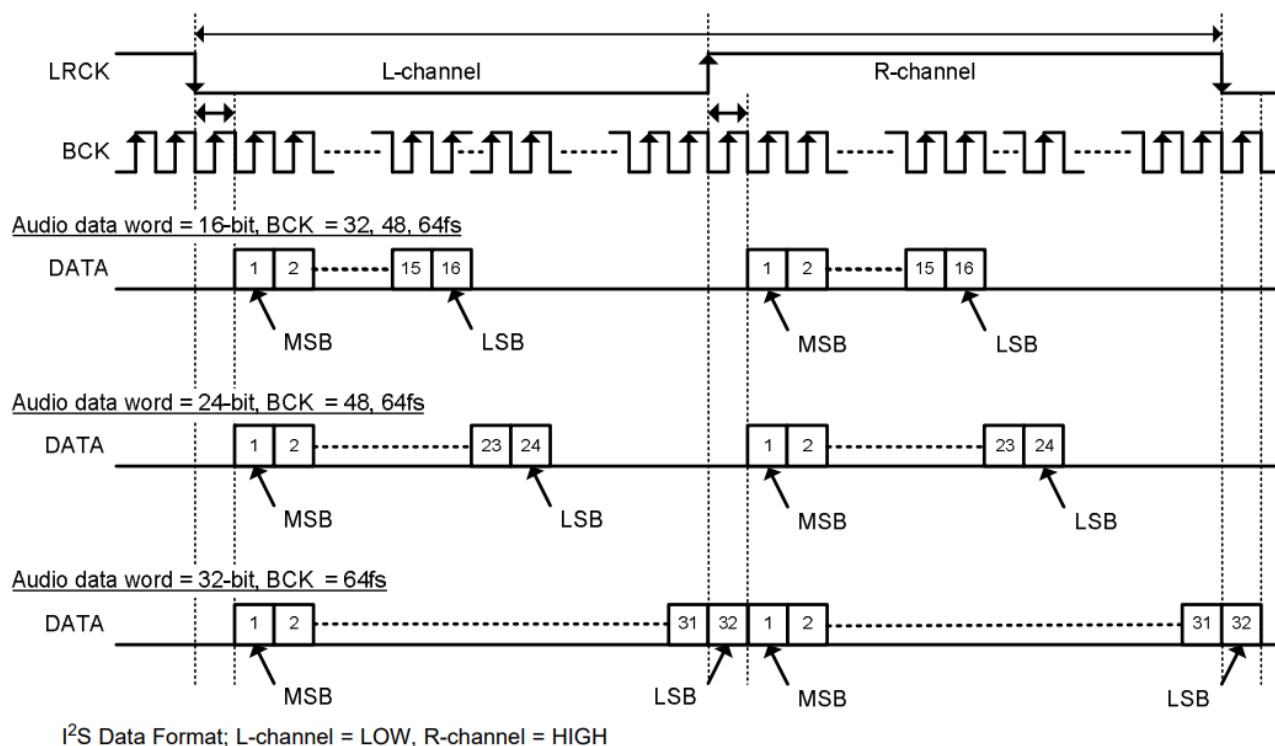 LRCK L-channel R-channel
BCK
Audio data word = 16-bit, BCK = 32, 48, 64fs
DATA 1 2 15 16 1 2 15 16
MSB LSB MSB LSB
Audio data word = 24-bit, BCK = 48, 64fs
DATA 1 2 23 24 1 2 23 24
MSB LSB MSB LSB
Audio data word = 32-bit, BCK = 64fs
DATA 1 2 31 32 1 2 31 32
MSB LSB MSB LSB
I²S Data Format; L-channel = LOW, R-channel = HIGH